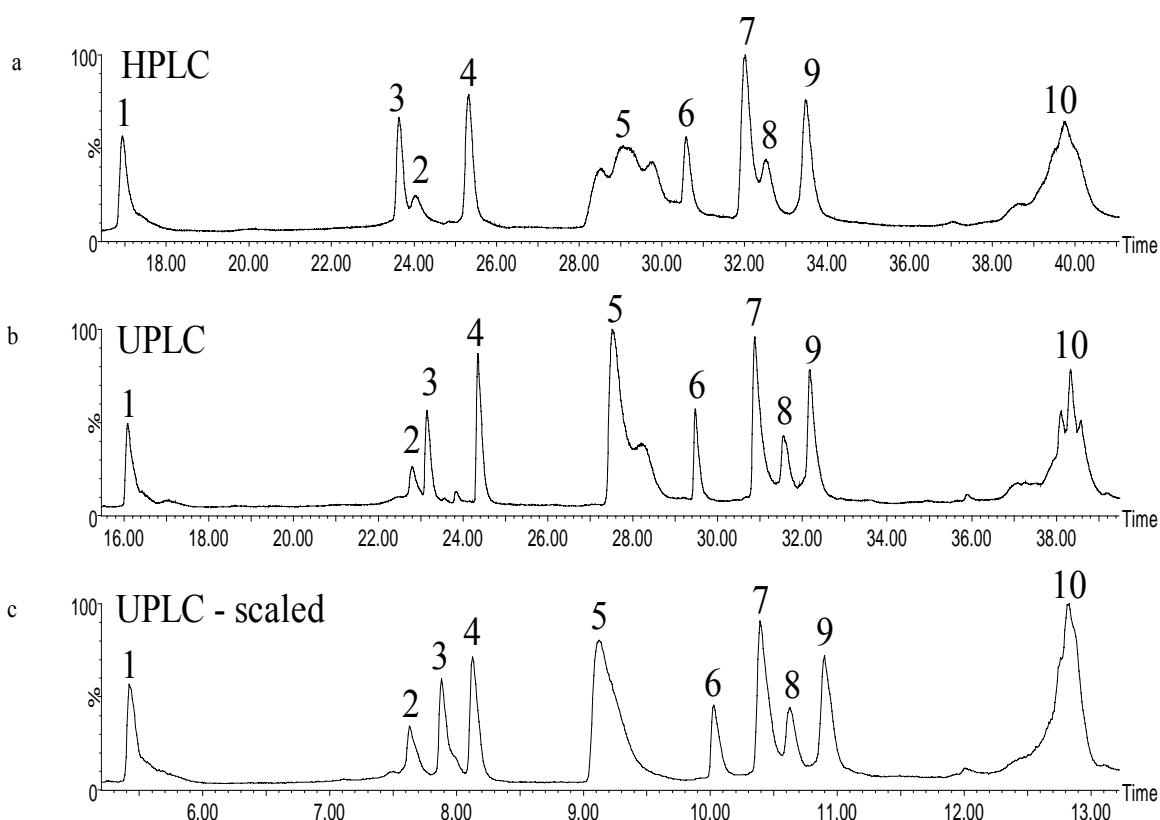 a
HPLC
100
%
0
1 3 2 4 5 6 7 8 9 10
18.00 20.00 22.00 24.00 26.00 28.00 30.00 32.00 34.00 36.00 38.00 40.00
Time
b
UPLC
100
%
0
1 2 3 4 5 6 7 8 9 10
16.00 18.00 20.00 22.00 24.00 26.00 28.00 30.00 32.00 34.00 36.00 38.00
Time
c
UPLC - scaled
100
%
0
1 2 3 4 5 6 7 8 9 10
6.00 7.00 8.00 9.00 10.00 11.00 12.00 13.00
Time